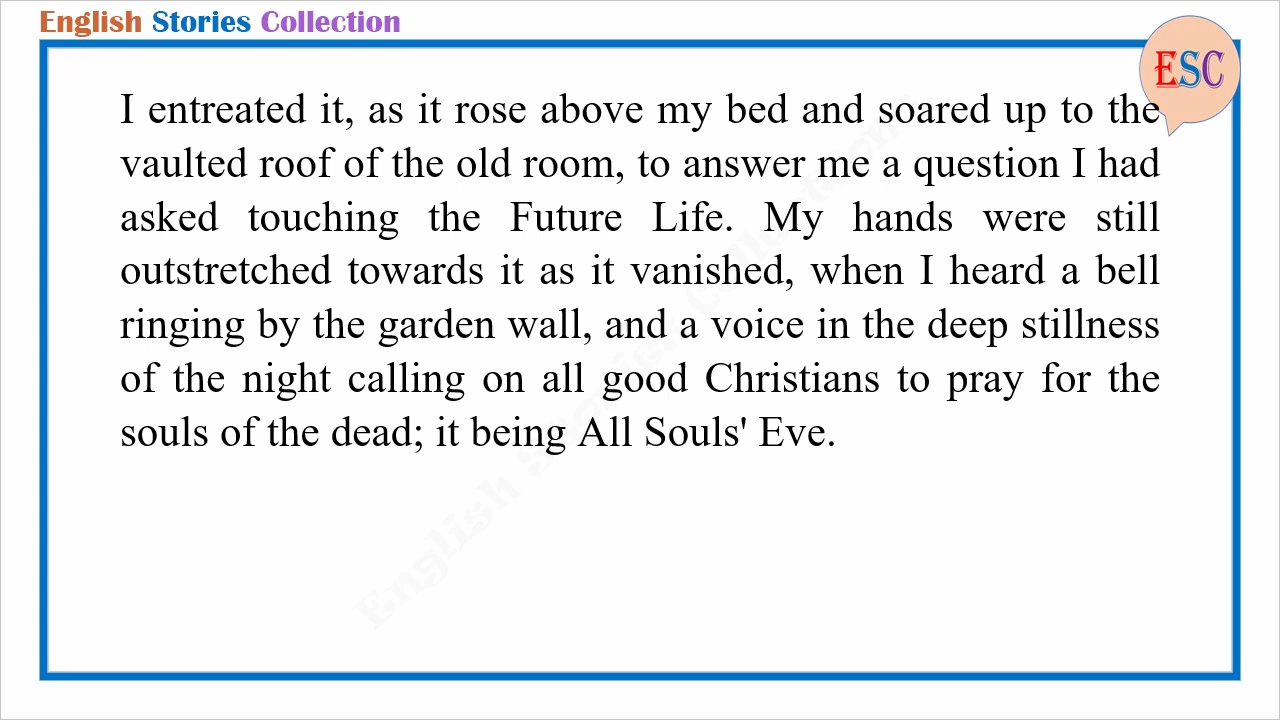 English Stories Collection
ESC
I entreated it, as it rose above my bed and soared up to the
vaulted roof of the old room, to answer me a question I had
asked touching the Future Life. My hands were still
outstretched towards it as it vanished, when I heard a bell
ringing by the garden wall, and a voice in the deep stillness
of the night calling on all good Christians to pray for the
souls of the dead; it being All Souls' Eve.
English Stories Collections